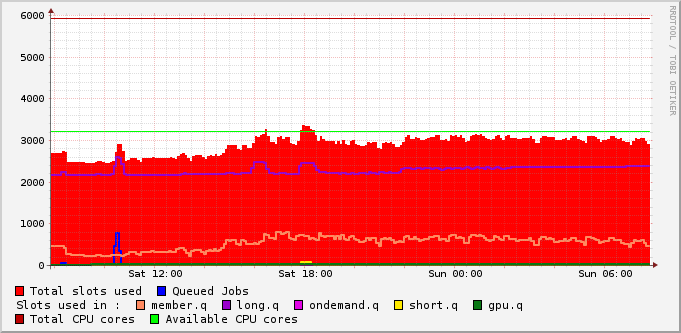 RRDTOOL / TOBI OETIKER
6000
5000
4000
3000
2000
1000
0
Sat 12:00 Sat 18:00 Sun 00:00 Sun 06:00
Total slots used Queued Jobs
Slots used in : member.q long.q ondemand.q short.q gpu.q
Total CPU cores Available CPU cores